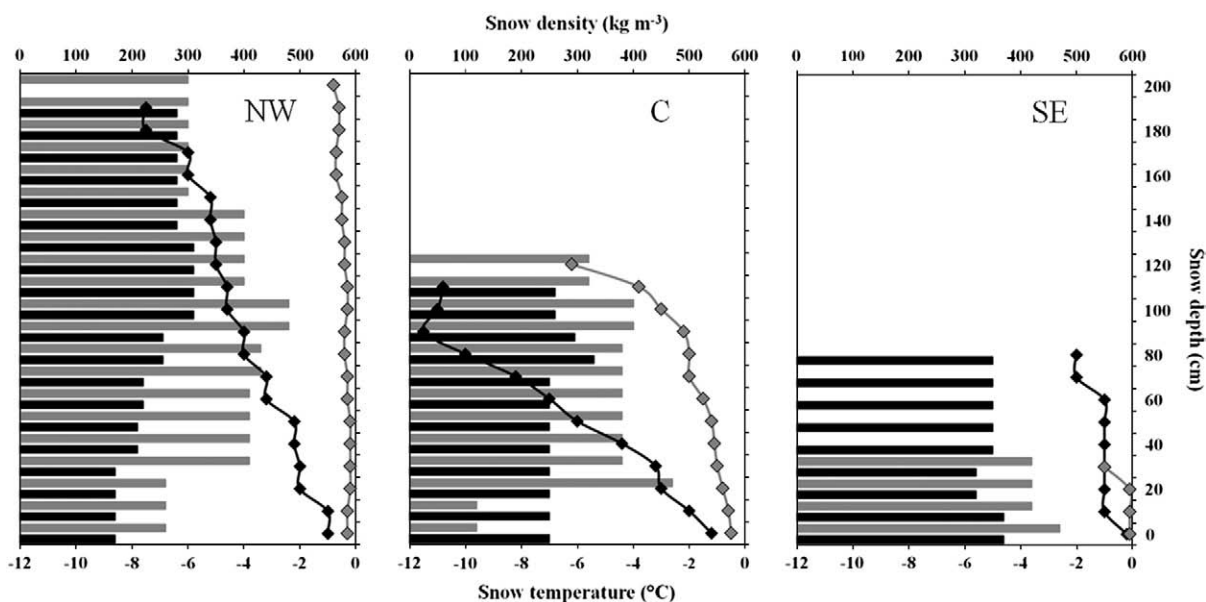 Snow density (kg m⁻³)
0 100 200 300 400 500 600
0 100 200 300 400 500 600
0 100 200 300 400 500 600
NW
C
SE
200
180
160
140
120
100
80
60
40
20
0
Snow depth (cm)
-12 -10 -8 -6 -4 -2 0
-12 -10 -8 -6 -4 -2 0
-12 -10 -8 -6 -4 -2 0
Snow temperature (°C)